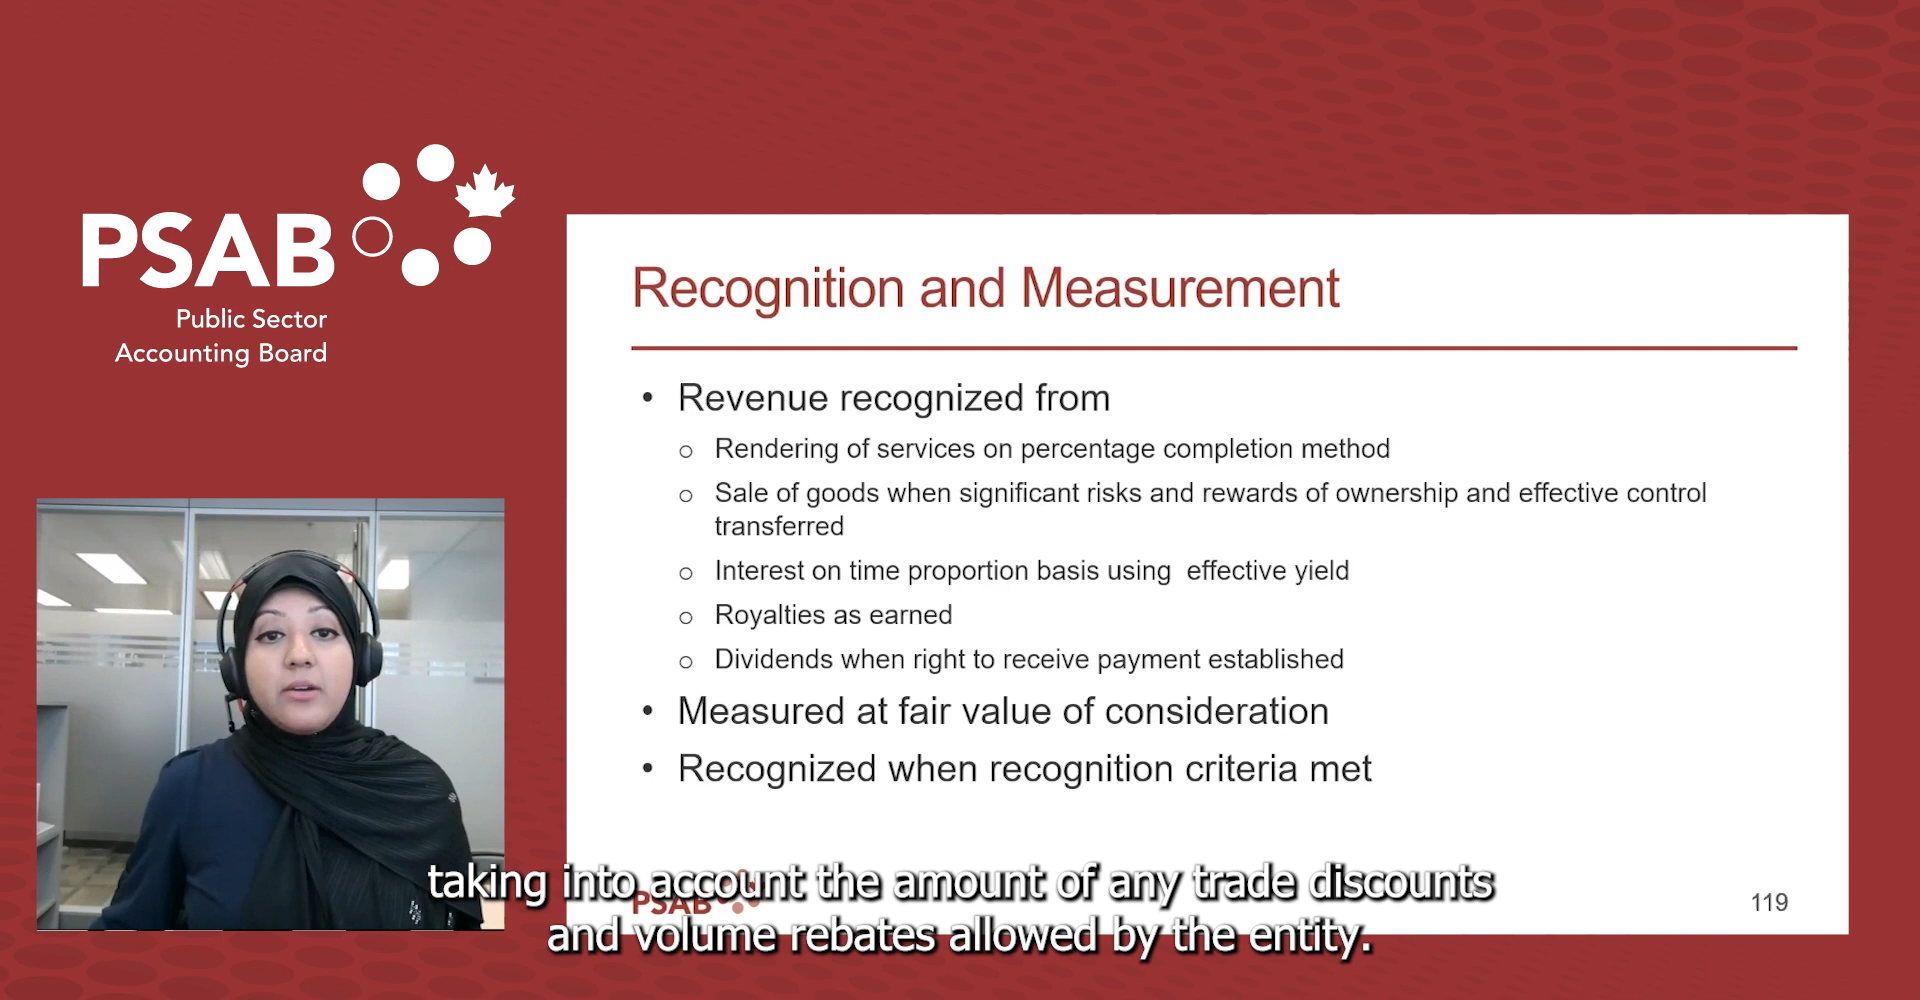 PSAB
Public Sector
Accounting Board
Recognition and Measurement
• Revenue recognized from
o Rendering of services on percentage completion method
o Sale of goods when significant risks and rewards of ownership and effective control
transferred
o Interest on time proportion basis using  effective yield
o Royalties as earned
o Dividends when right to receive payment established
• Measured at fair value of consideration
• Recognized when recognition criteria met
PSAB
119
taking into account the amount of any trade discounts
and volume rebates allowed by the entity.